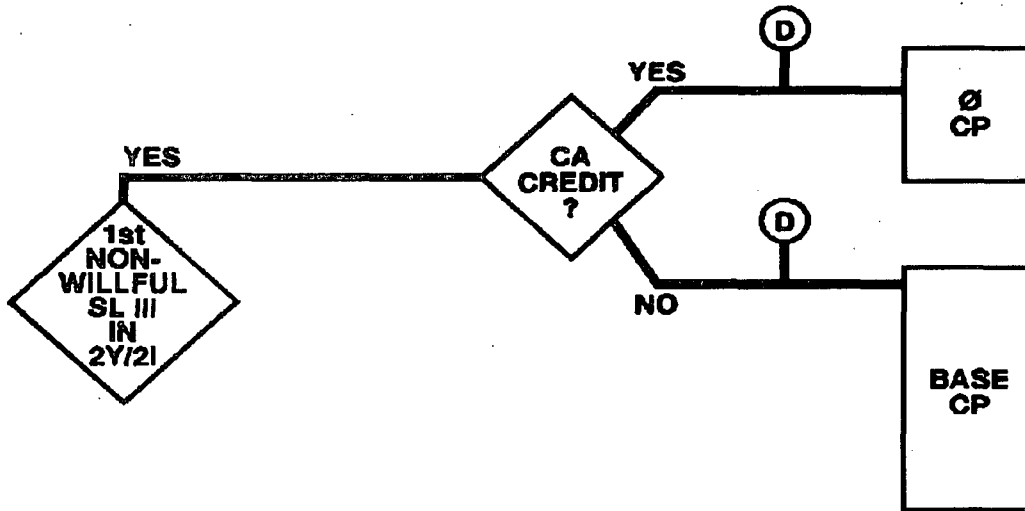 D
YES
Ø
CP
YES
CA
CREDIT
?
D
1st
NON-
WILLFUL
SL III
IN
2Y/2I
NO
BASE
CP